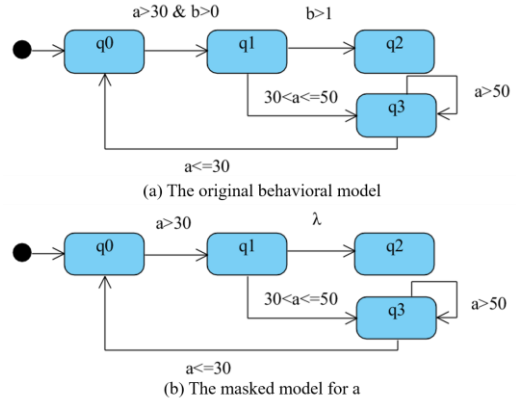 a>30 & b>0
b>1
q0
q1
q2
30<a<=50
q3
a>50
a<=30
(a) The original behavioral model
a>30
λ
q0
q1
q2
30<a<=50
q3
a>50
a<=30
(b) The masked model for a